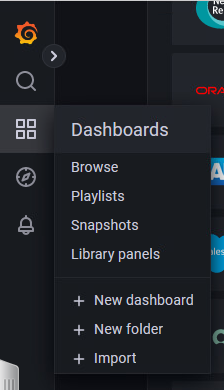 Dashboards
Browse
Playlists
Snapshots
Library panels
New dashboard
New folder
Import